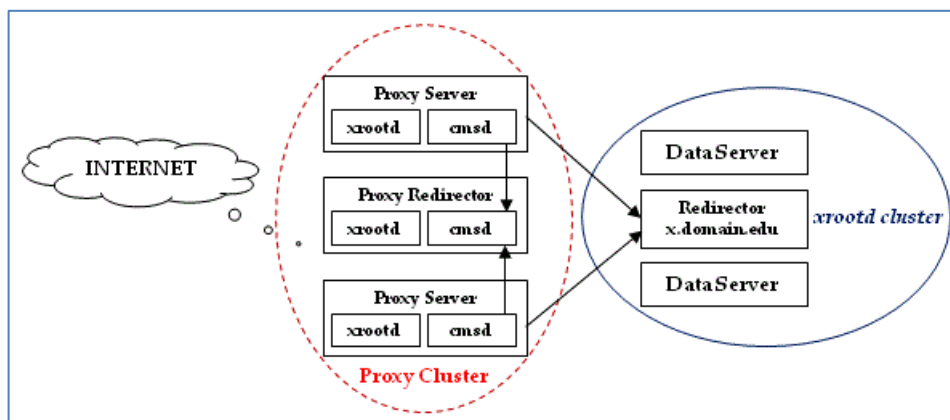 INTERNET
Proxy Server
xrootd
cmsd
Proxy Redirector
xrootd
cmsd
Proxy Server
xrootd
cmsd
Proxy Cluster
DataServer
Redirector
x.domain.edu
DataServer
xrootd cluster